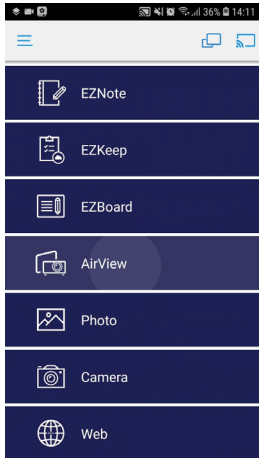 36% 14:11
EZNote
EZKeep
EZBoard
AirView
Photo
Camera
Web